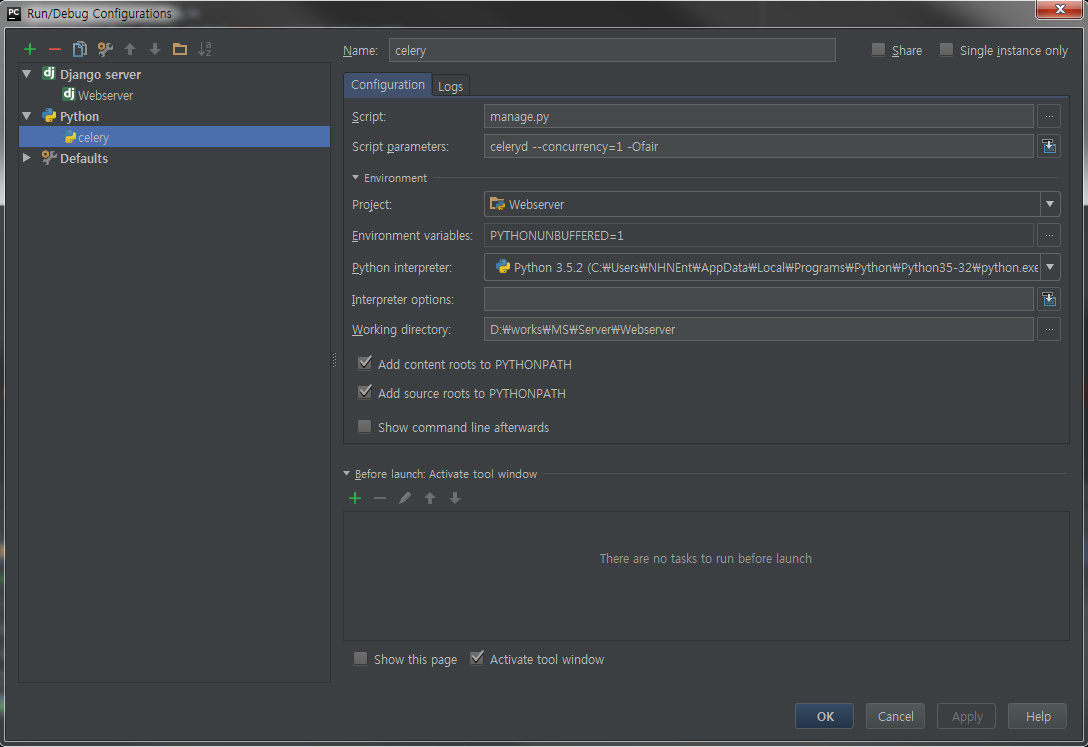 PC Run/Debug Configurations
Django server
dj Webserver
Python
celery
Defaults
Name: celery Share Single instance only
Configuration Logs
Script: manage.py ...
Script parameters: celeryd --concurrency=1 -Ofair
Environment
Project: Webserver
Environment variables: PYTHONUNBUFFERED=1 ...
Python interpreter: Python 3.5.2 (C:₩Users₩NHNEnt₩AppData₩Local₩Programs₩Python₩Python35-32₩python.exe
Interpreter options:
Working directory: D:₩works₩MS₩Server₩Webserver ...
Add content roots to PYTHONPATH
Add source roots to PYTHONPATH
Show command line afterwards
Before launch: Activate tool window
There are no tasks to run before launch
Show this page Activate tool window
OK Cancel Apply Help